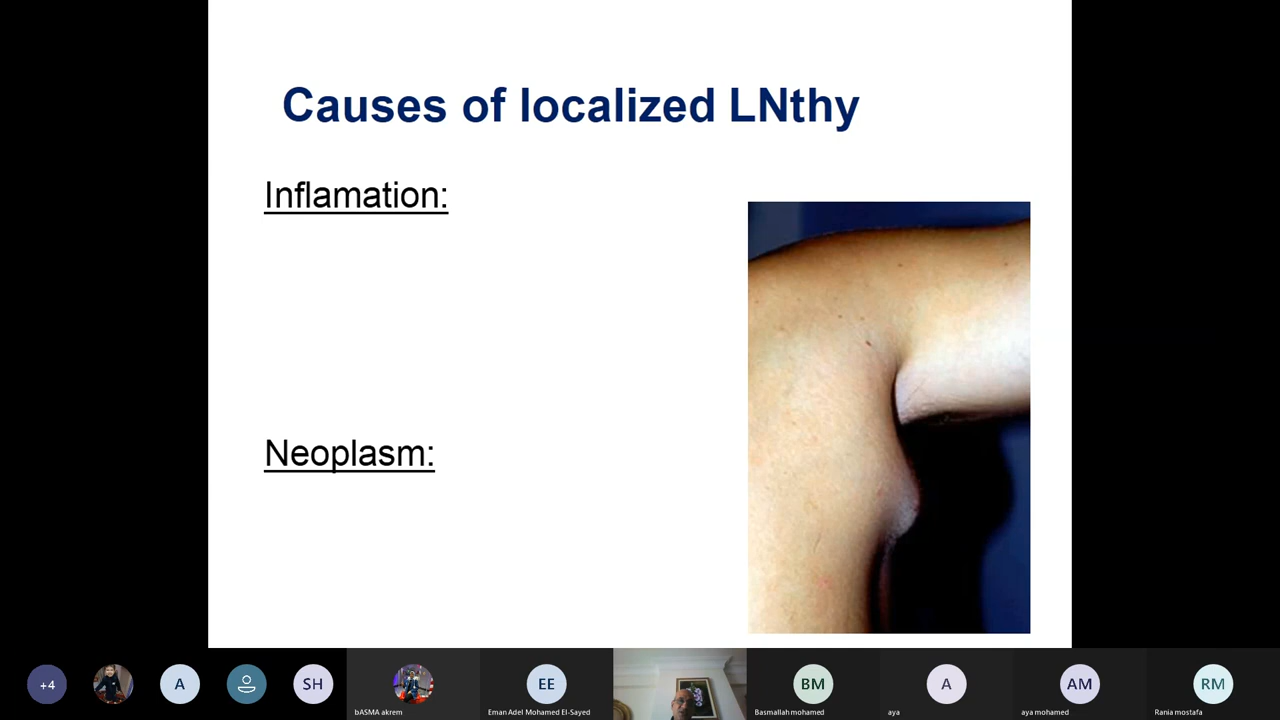 Causes of localized LNthy
Inflamation:
Neoplasm:
+4
A
SH
bASMA akrem
EE
Eman Adel Mohamed El-Sayed
BM
Basmallah mohamed
A
aya
AM
aya mohamed
RM
Rania mostafa